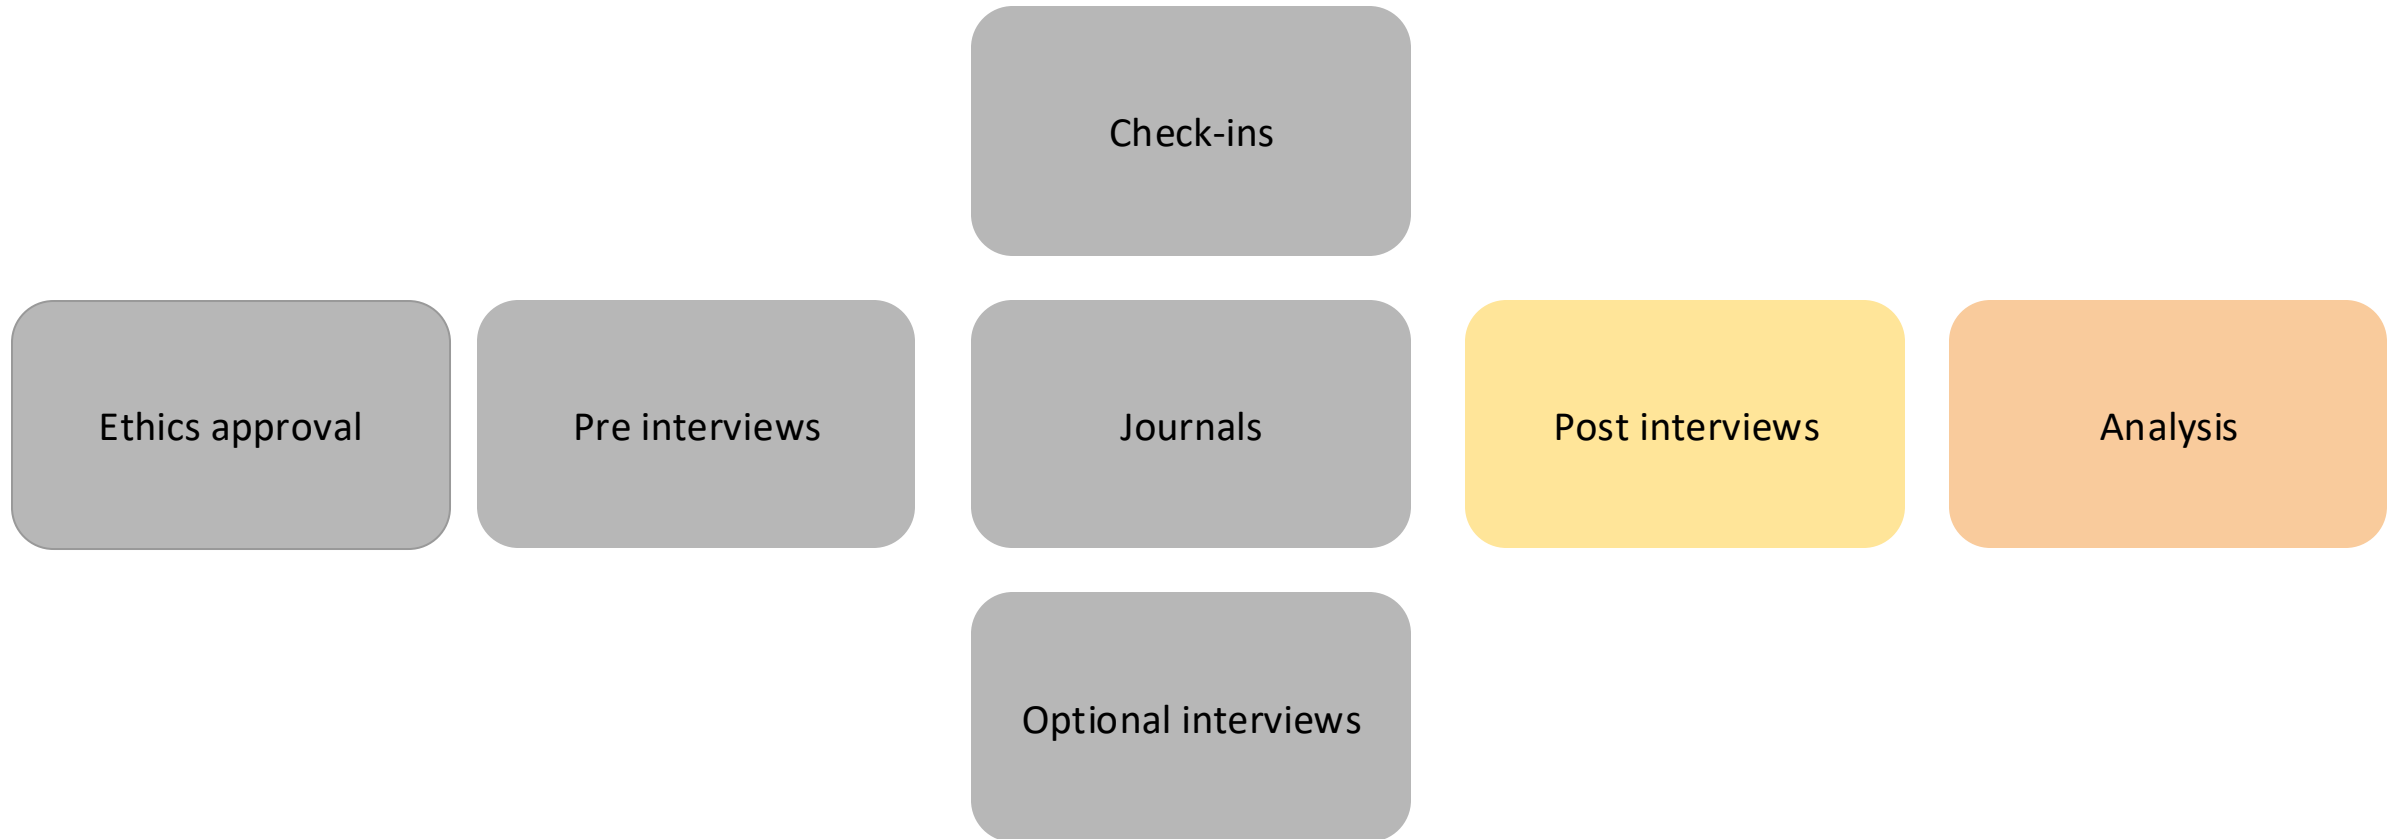 Check-ins
Ethics approval
Pre interviews
Journals
Post interviews
Analysis
Optional interviews